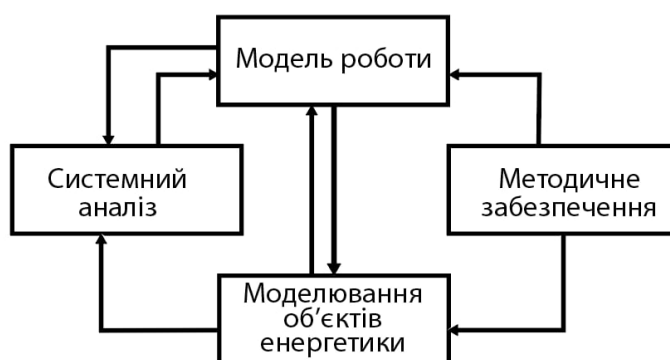 Модель роботи
Системний
аналіз
Методичне
забезпечення
Моделювання
об’єктів
енергетики